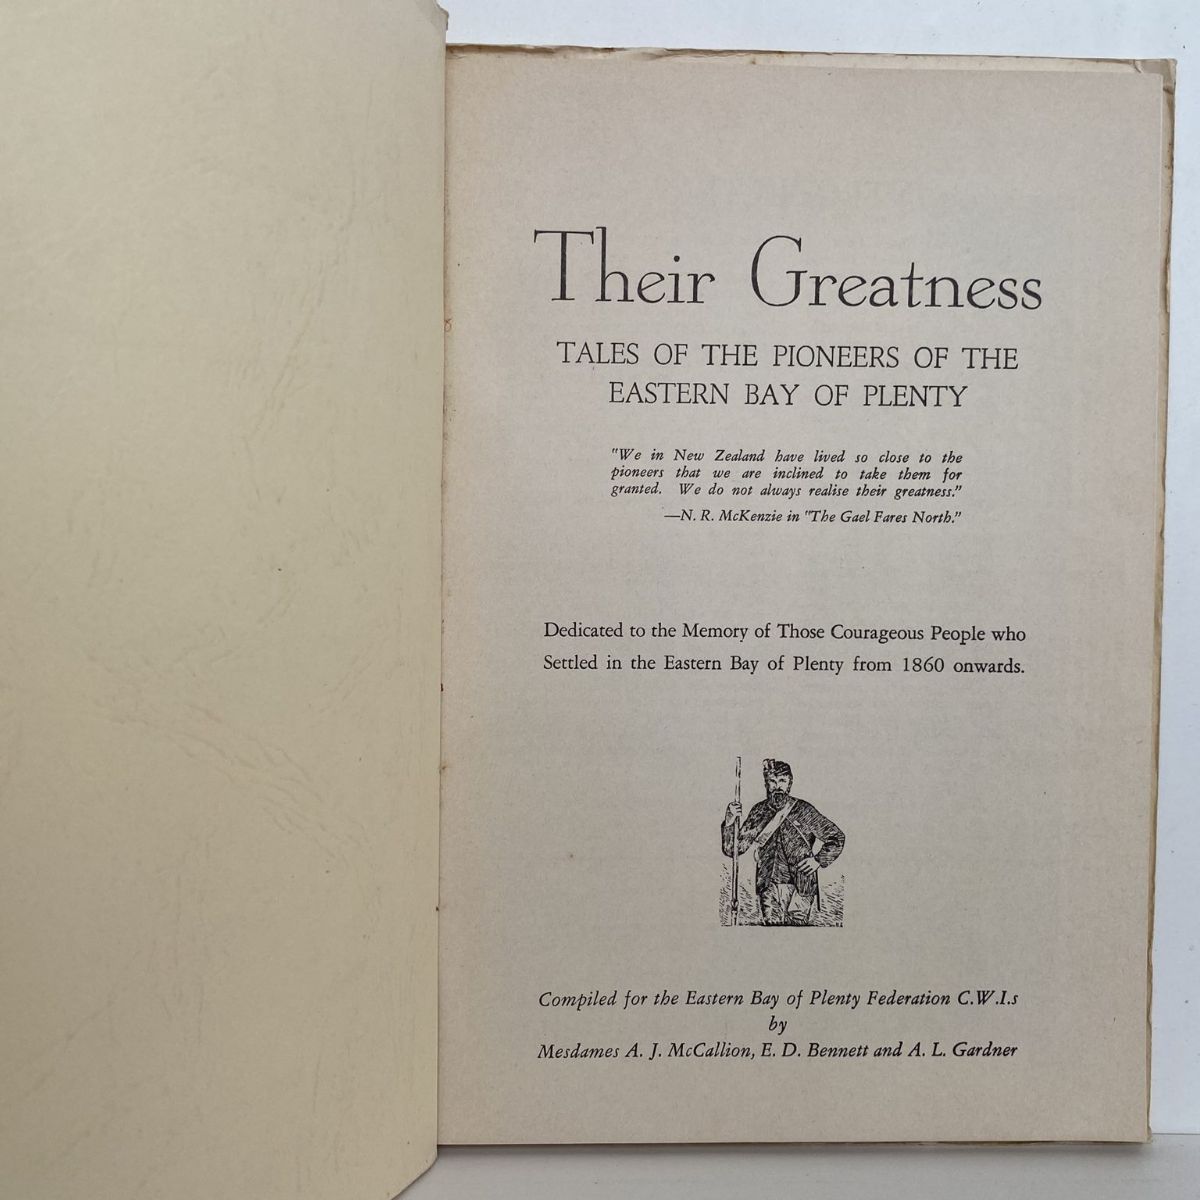 Their Greatness
TALES OF THE PIONEERS OF THE
EASTERN BAY OF PLENTY
"We in New Zealand have lived so close to the
pioneers that we are inclined to take them for
granted. We do not always realise their greatness."
—N. R. McKenzie in "The Gael Fares North."
Dedicated to the Memory of Those Courageous People who
Settled in the Eastern Bay of Plenty from 1860 onwards.
Compiled for the Eastern Bay of Plenty Federation C.W.I.s
by
Mesdames A. J. McCallion, E. D. Bennett and A. L. Gardner